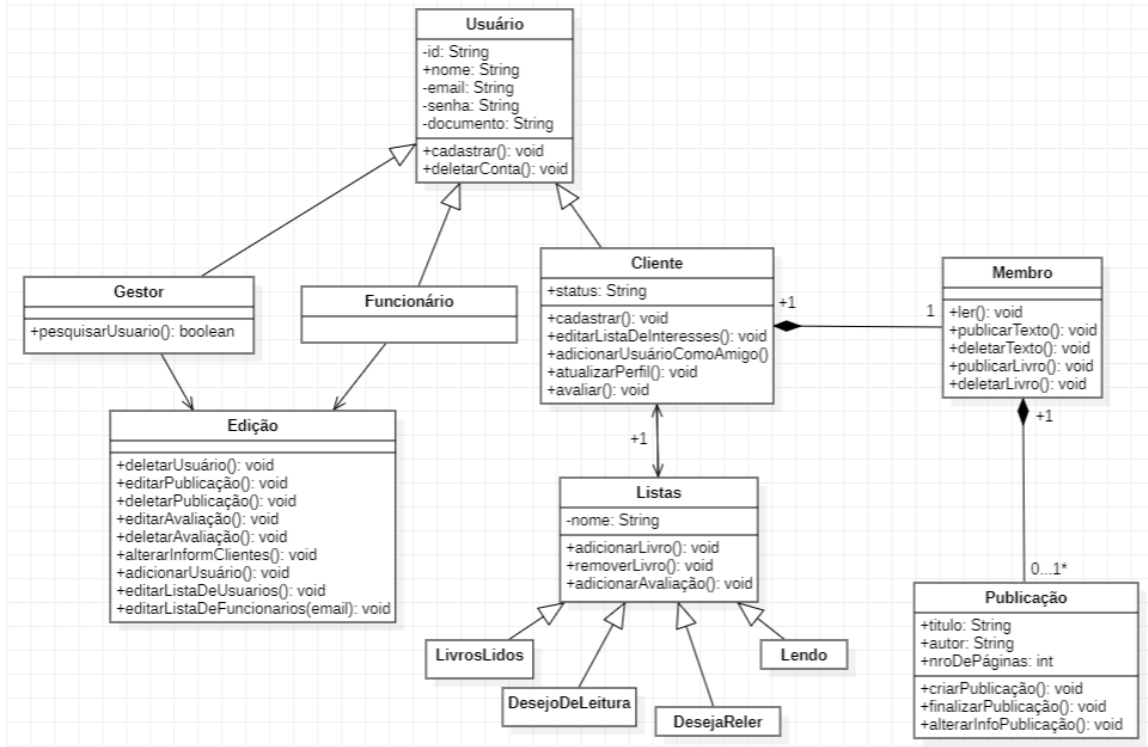 Usuário
-id: String
+nome: String
-email: String
-senha: String
-documento: String
+cadastrar(): void
+deletarConta(): void
Gestor
+pesquisarUsuario(): boolean
Funcionário
Cliente
+status: String
+cadastrar(): void
+editarListaDeInteresses(): void
+adicionarUsuárioComoAmigo()
+atualizarPerfil(): void
+avaliar(): void
+1
1
Membro
+ler(): void
+publicarTexto(): void
+deletarTexto(): void
+publicarLivro(): void
+deletarLivro(): void
+1
+1
Edição
+deletarUsuário(): void
+editarPublicação(): void
+deletarPublicação(): void
+editarAvaliação(): void
+deletarAvaliação(): void
+alterarInformClientes(): void
+adicionarUsuário(): void
+editarListaDeUsuarios(): void
+editarListaDeFuncionarios(email): void
Listas
-nome: String
+adicionarLivro(): void
+removerLivro(): void
+adicionarAvaliação(): void
0...1*
Publicação
+titulo: String
+autor: String
+nroDePáginas: int
+criarPublicação(): void
+finalizarPublicação(): void
+alterarInfoPublicação(): void
LivrosLidos
DesejoDeLeitura
DesejaReler
Lendo